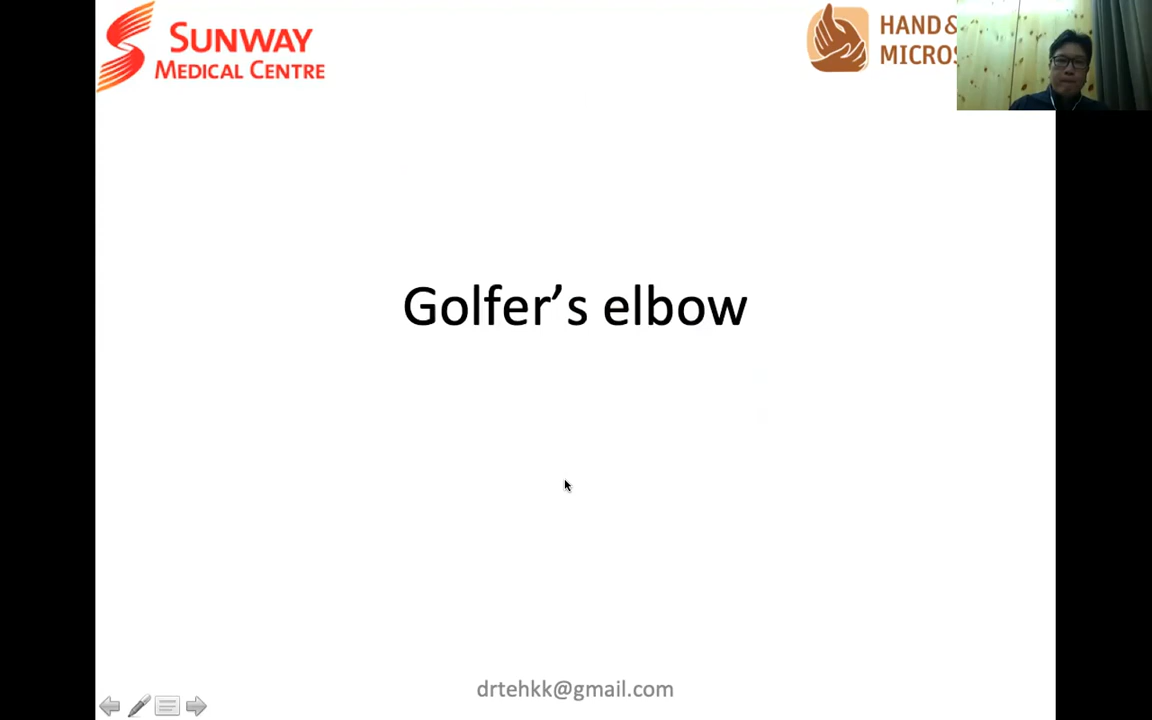 SUNWAY
MEDICAL CENTRE
HAND&
MICROS
Golfer’s elbow
drtehkk@gmail.com